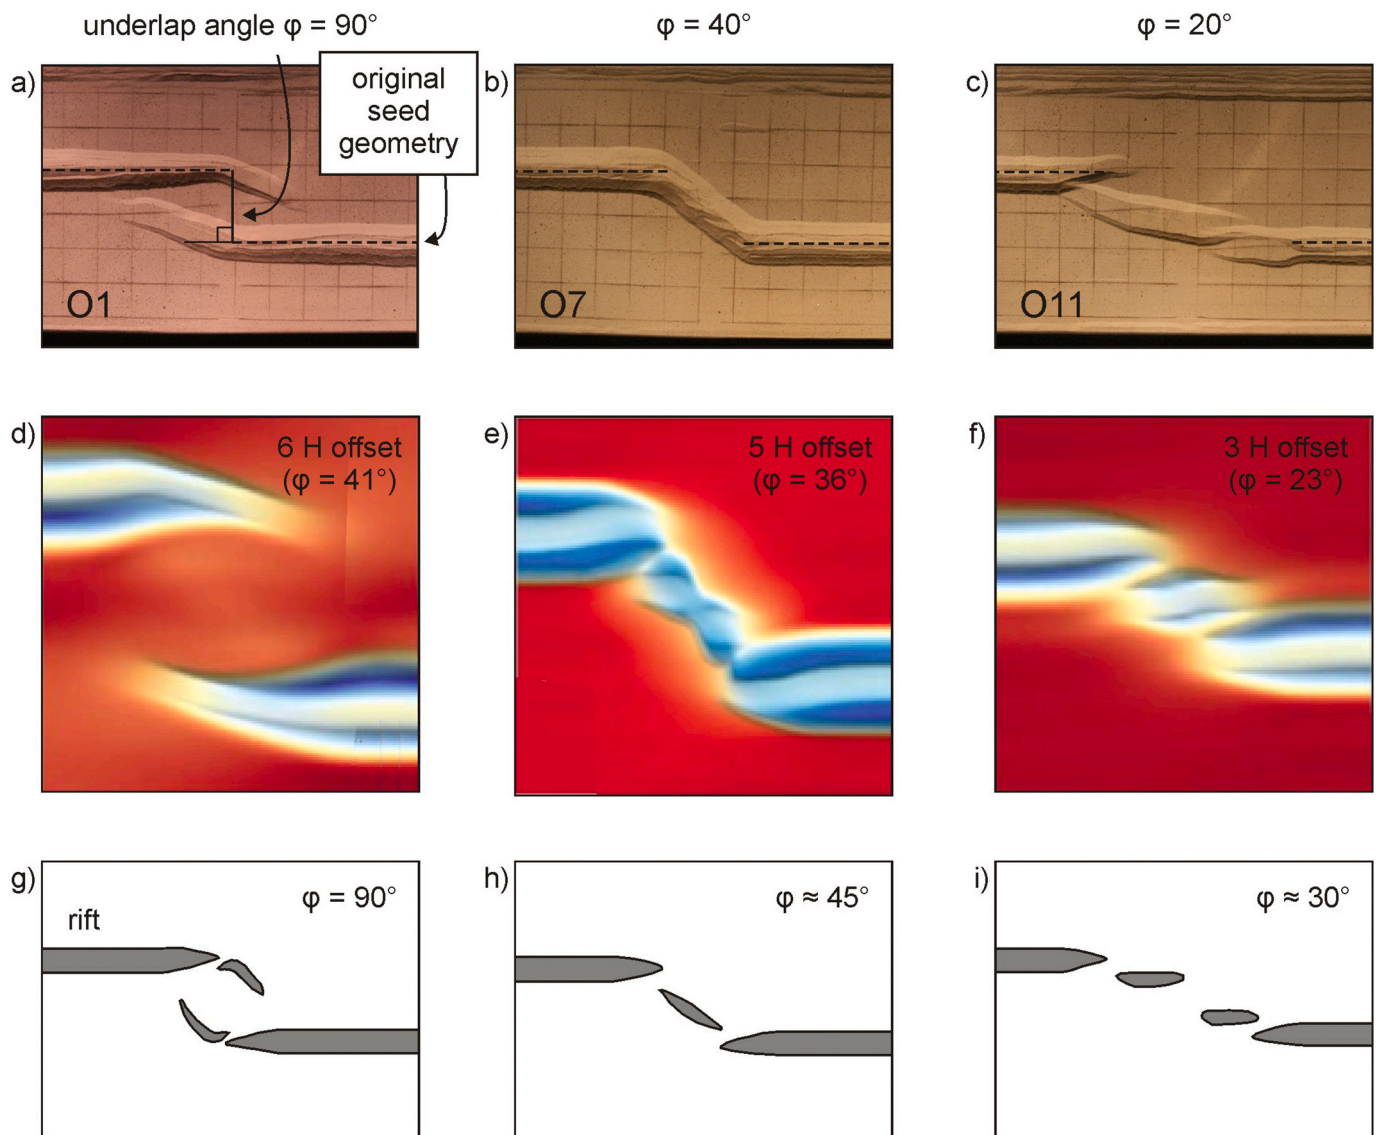 underlap angle φ = 90°
φ = 40°
φ = 20°
a)
original
seed
geometry
O1
b)
O7
c)
O11
d)
6 H offset
(φ = 41°)
e)
5 H offset
(φ = 36°)
f)
3 H offset
(φ = 23°)
g)
rift
φ = 90°
h)
φ ≈ 45°
i)
φ ≈ 30°